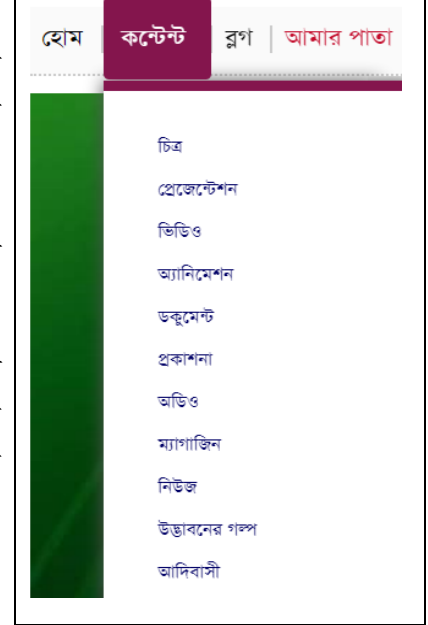 হোম | কন্টেন্ট | ব্লগ | আমার পাতা
চিত্র
প্রেজেন্টেশন
ভিডিও
অ্যানিমেশন
ডকুমেন্ট
প্রকাশনা
অডিও
ম্যাগাজিন
নিউজ
উদ্ভাবনের গল্প
আদিবাসী